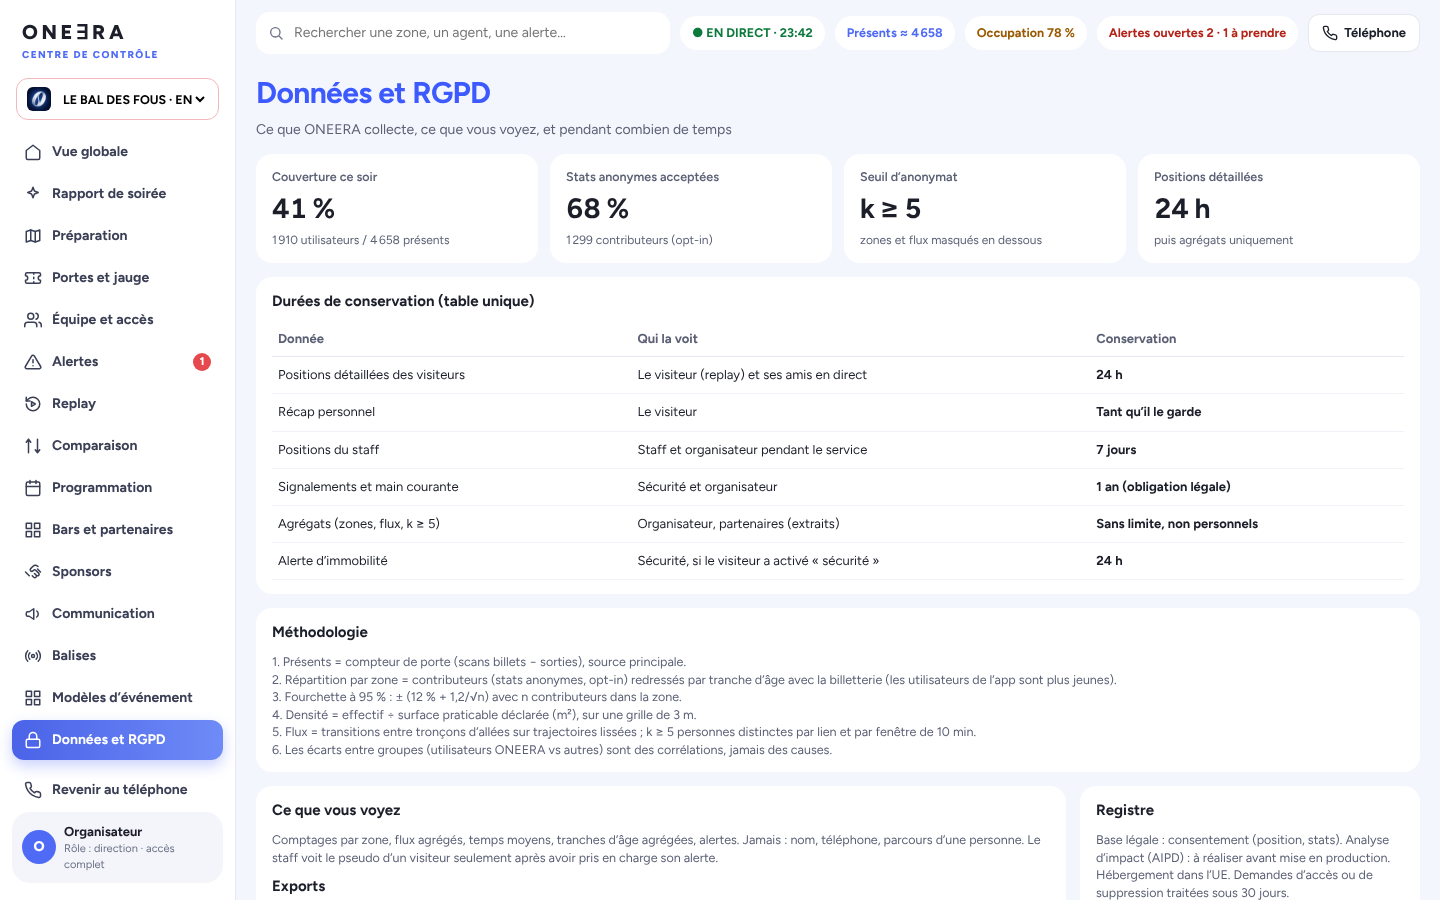 ONEƎRA
CENTRE DE CONTRÔLE
LE BAL DES FOUS · EN
Vue globale
Rapport de soirée
Préparation
Portes et jauge
Équipe et accès
Alertes
1
Replay
Comparaison
Programmation
Bars et partenaires
Sponsors
Communication
Balises
Modèles d’événement
Données et RGPD
Revenir au téléphone
O
Organisateur
Rôle : direction · accès
complet
Rechercher une zone, un agent, une alerte...
EN DIRECT · 23:42
Présents ≈ 4 658
Occupation 78 %
Alertes ouvertes 2 · 1 à prendre
Téléphone
Données et RGPD
Ce que ONEERA collecte, ce que vous voyez, et pendant combien de temps
Couverture ce soir
41 %
1 910 utilisateurs / 4 658 présents
Stats anonymes acceptées
68 %
1 299 contributeurs (opt-in)
Seuil d’anonymat
k ≥ 5
zones et flux masqués en dessous
Positions détaillées
24 h
puis agrégats uniquement
Durées de conservation (table unique)
Donnée Qui la voit Conservation
Positions détaillées des visiteurs Le visiteur (replay) et ses amis en direct 24 h
Récap personnel Le visiteur Tant qu’il le garde
Positions du staff Staff et organisateur pendant le service 7 jours
Signalements et main courante Sécurité et organisateur 1 an (obligation légale)
Agrégats (zones, flux, k ≥ 5) Organisateur, partenaires (extraits) Sans limite, non personnels
Alerte d’immobilité Sécurité, si le visiteur a activé « sécurité » 24 h
Méthodologie
1. Présents = compteur de porte (scans billets − sorties), source principale.
2. Répartition par zone = contributeurs (stats anonymes, opt-in) redressés par tranche d’âge avec la billetterie (les utilisateurs de l’app sont plus jeunes).
3. Fourchette à 95 % : ± (12 % + 1,2/√n) avec n contributeurs dans la zone.
4. Densité = effectif ÷ surface praticable déclarée (m²), sur une grille de 3 m.
5. Flux = transitions entre tronçons d’allées sur trajectoires lissées ; k ≥ 5 personnes distinctes par lien et par fenêtre de 10 min.
6. Les écarts entre groupes (utilisateurs ONEERA vs autres) sont des corrélations, jamais des causes.
Ce que vous voyez
Comptages par zone, flux agrégés, temps moyens, tranches d’âge agrégées, alertes. Jamais : nom, téléphone, parcours d’une personne. Le
staff voit le pseudo d’un visiteur seulement après avoir pris en charge son alerte.
Exports
Registre
Base légale : consentement (position, stats). Analyse
d’impact (AIPD) : à réaliser avant mise en production.
Hébergement dans l’UE. Demandes d’accès ou de
suppression traitées sous 30 jours.